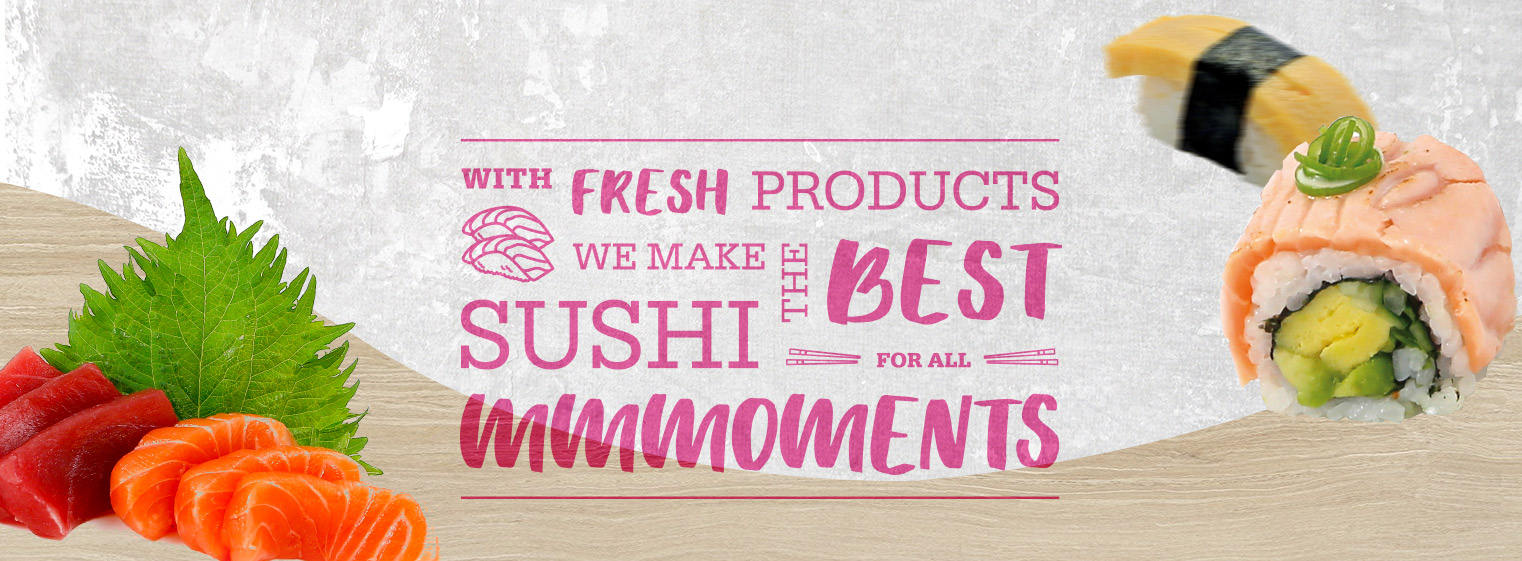 WITH FRESH PRODUCTS
WE MAKE THE BEST
SUSHI FOR ALL
MMMOMENTS